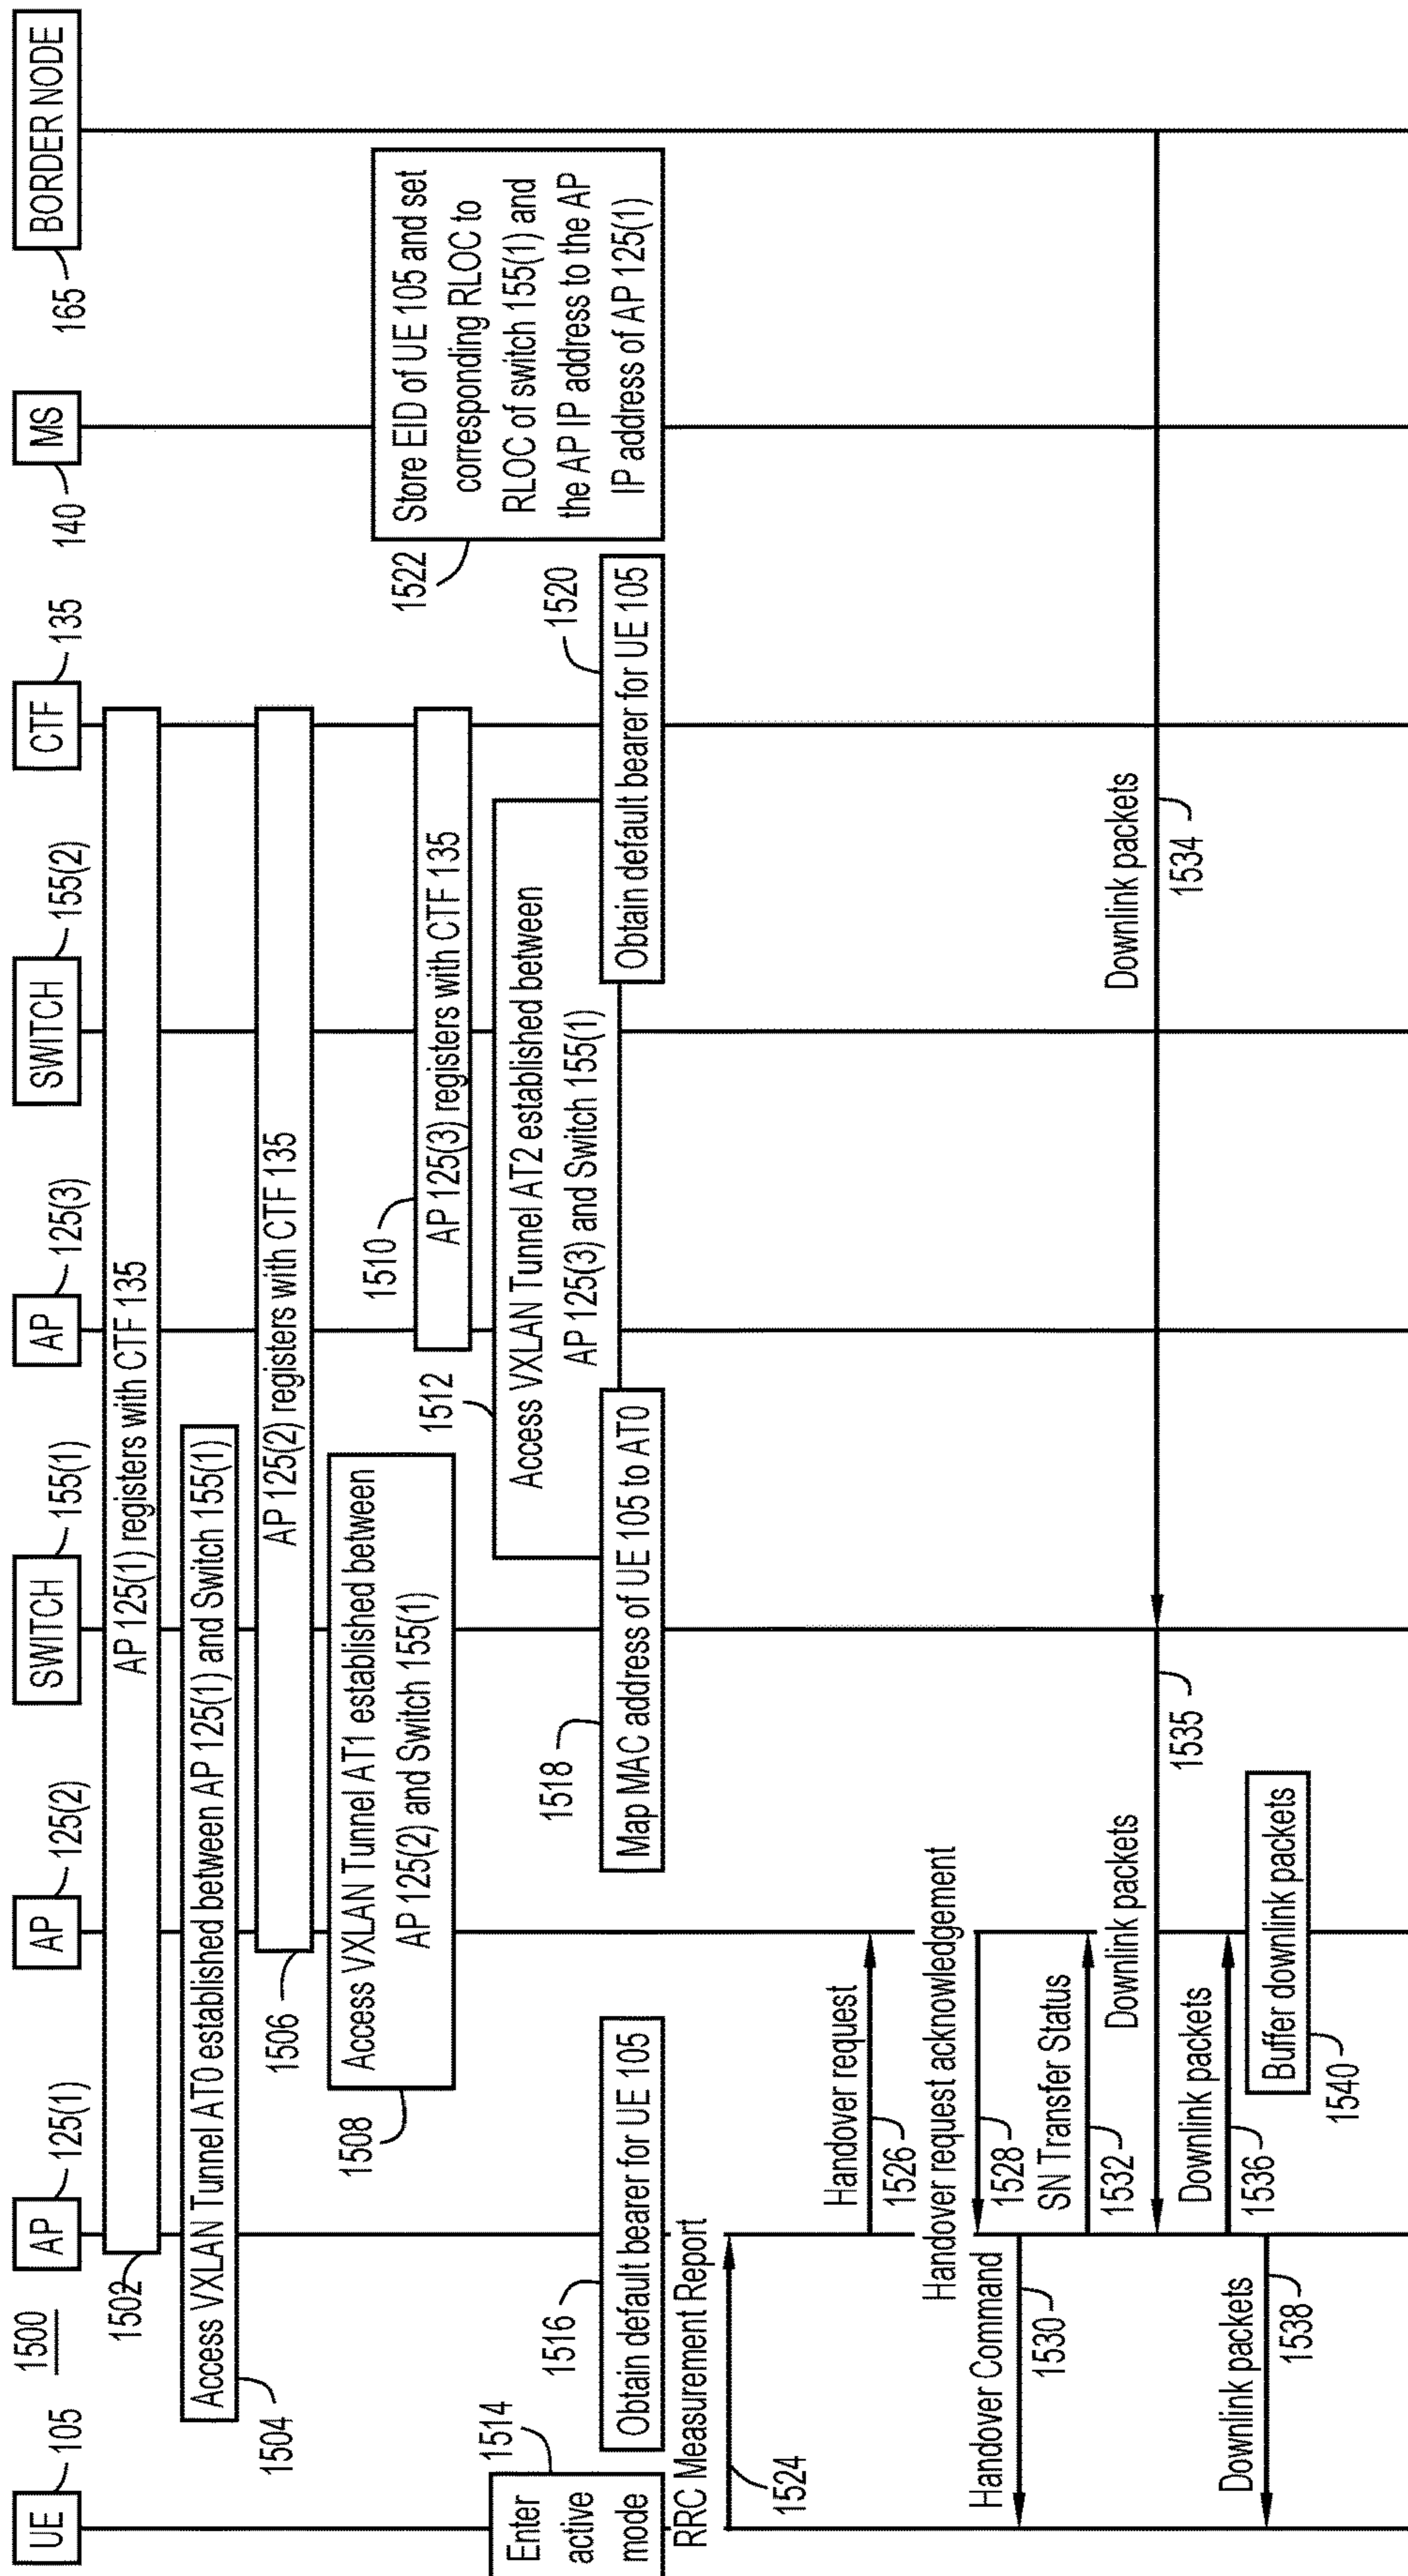 1500
UE
105
AP
125(1)
AP
125(2)
SWITCH
155(1)
AP
125(3)
SWITCH
155(2)
CTF
135
MS
140
BORDER NODE
165
1502
AP 125(1) registers with CTF 135
Access VXLAN Tunnel AT0 established between AP 125(1) and Switch 155(1)
1504
AP 125(2) registers with CTF 135
1506
Access VXLAN Tunnel AT1 established between
AP 125(2) and Switch 155(1)
1508
1510
AP 125(3) registers with CTF 135
1512
Access VXLAN Tunnel AT2 established between
AP 125(3) and Switch 155(1)
1514
Enter
active
mode
1516
Obtain default bearer for UE 105
1518
Map MAC address of UE 105 to AT0
1520
Obtain default bearer for UE 105
1522
Store EID of UE 105 and set
corresponding RLOC to
RLOC of switch 155(1) and
the AP IP address to the AP
IP address of AP 125(1)
RRC Measurement Report
1524
Handover request
1526
Handover request acknowledgement
1528
Handover Command
1530
SN Transfer Status
1532
Downlink packets
1534
Downlink packets
1535
Downlink packets
1536
Downlink packets
1538
Buffer downlink packets
1540